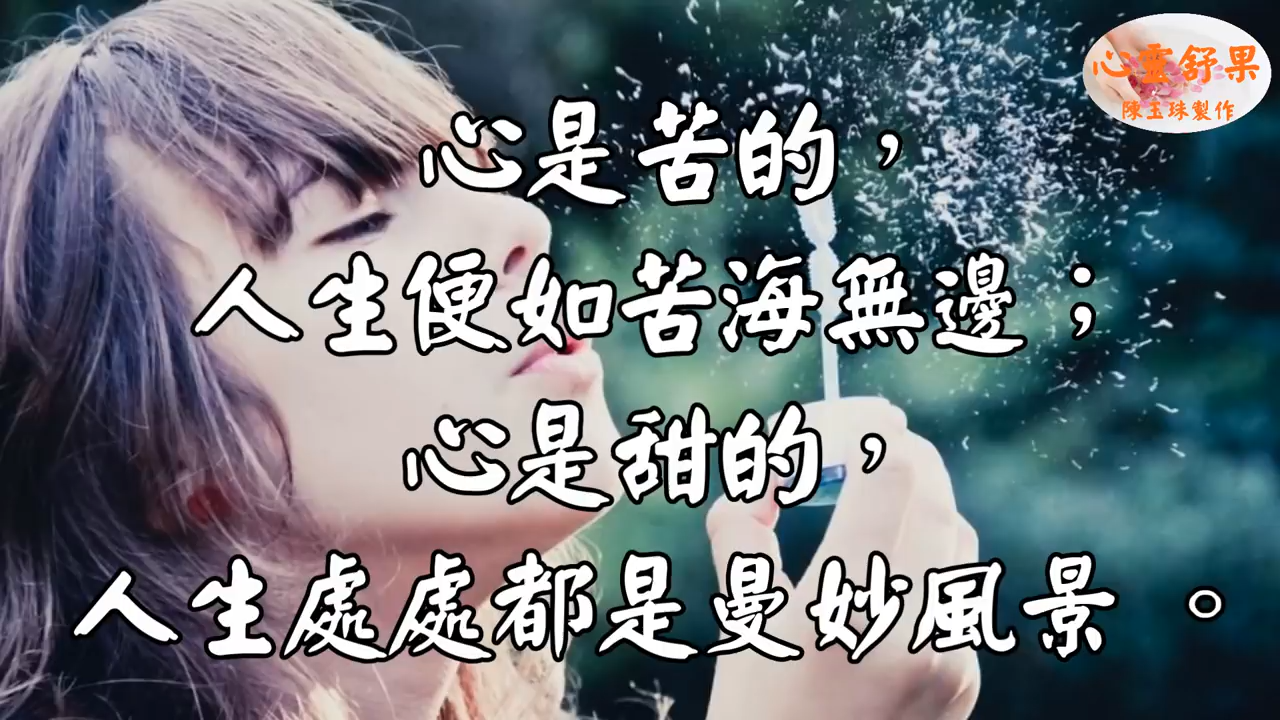 心靈舒果
陳玉珠製作
心是苦的，
人生便如苦海無邊；
心是甜的，
人生處處都是曼妙風景。